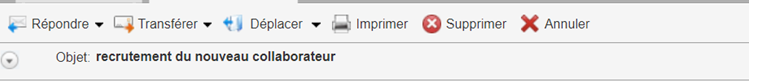 Répondre Transférer Déplacer Imprimer Supprimer Annuler
Objet: recrutement du nouveau collaborateur